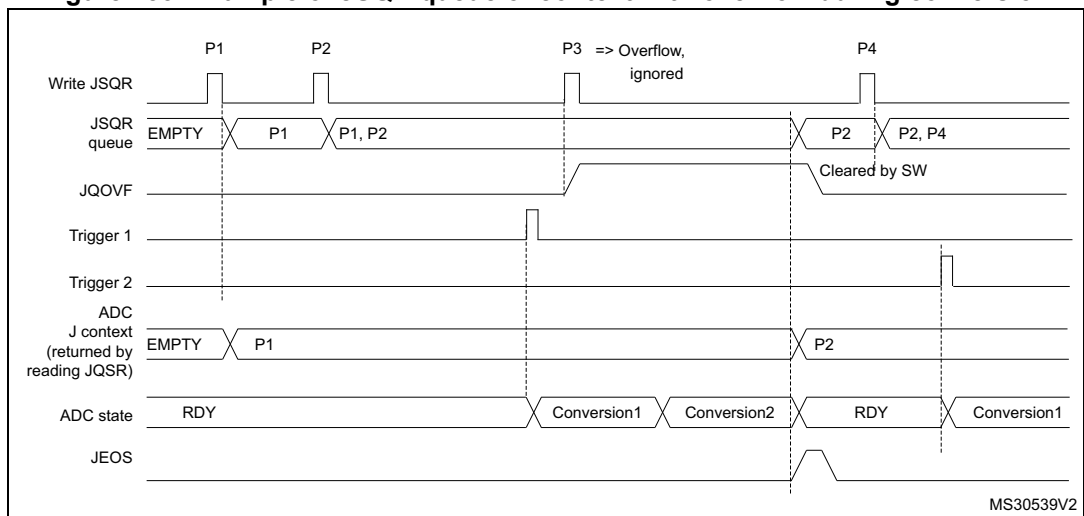 P1 P2 P3 => Overflow, P4
ignored
Write JSQR
JSQR
queue
EMPTY P1 P1, P2 P2 P2, P4
JQOVF
Cleared by SW
Trigger 1
Trigger 2
ADC
J context
(returned by
reading JQSR)
EMPTY P1 P2
ADC state
RDY Conversion1 Conversion2 RDY Conversion1
JEOS
MS30539V2